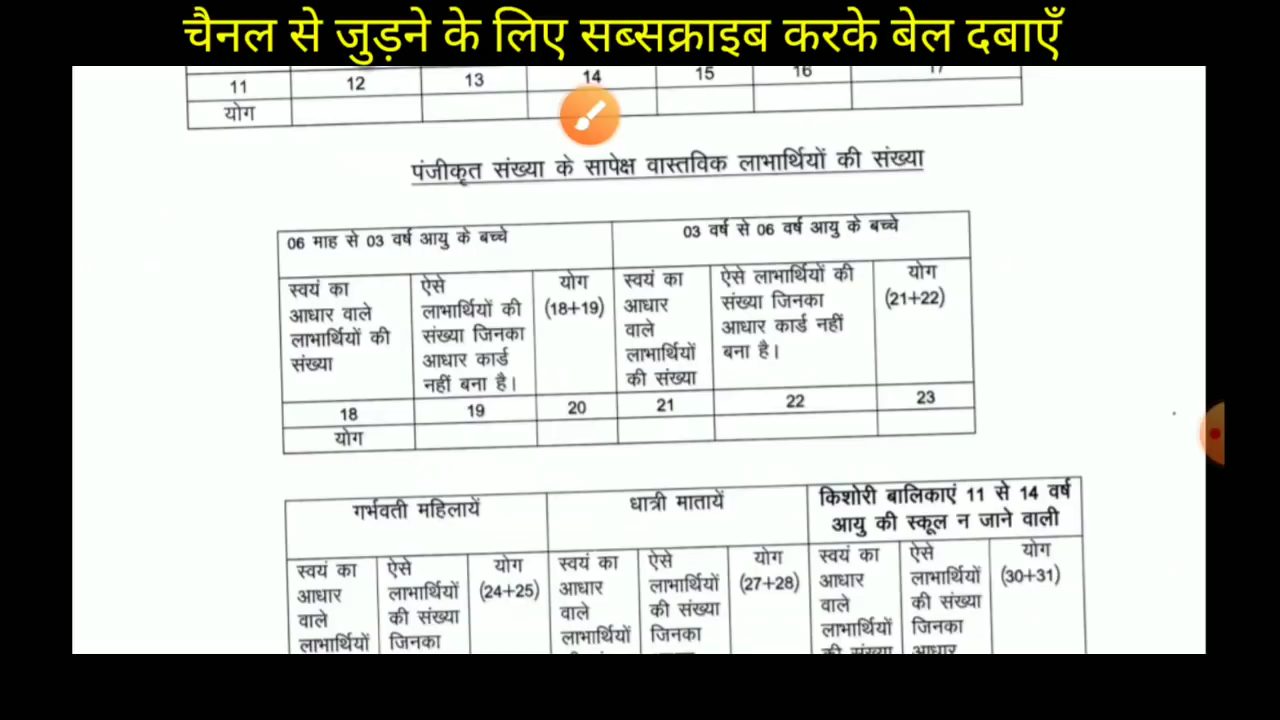 चैनल से जुड़ने के लिए सब्सक्राइब करके बेल दबाएँ
11 12 13 14 15 16 17
योग
पंजीकृत संख्या के सापेक्ष वास्तविक लाभार्थियों की संख्या
06 माह से 03 वर्ष आयु के बच्चे
03 वर्ष से 06 वर्ष आयु के बच्चे
स्वयं का
आधार वाले
लाभार्थियों की
संख्या
ऐसे
लाभार्थियों की
संख्या जिनका
आधार कार्ड
नहीं बना है।
योग
(18+19)
स्वयं का
आधार
वाले
लाभार्थियों
की संख्या
ऐसे लाभार्थियों की
संख्या जिनका
आधार कार्ड नहीं
बना है।
योग
(21+22)
18 19 20 21 22 23
योग
गर्भवती महिलायें
धात्री मातायें
किशोरी बालिकाएं 11 से 14 वर्ष
आयु की स्कूल न जाने वाली
स्वयं का
आधार
वाले
लाभार्थियों
ऐसे
लाभार्थियों
की संख्या
जिनका
योग
(24+25)
स्वयं का
आधार
वाले
लाभार्थियों
ऐसे
लाभार्थियों
की संख्या
जिनका
योग
(27+28)
स्वयं का
आधार
वाले
लाभार्थियों
की संख्या
ऐसे
लाभार्थियों
की संख्या
जिनका
आधार
योग
(30+31)